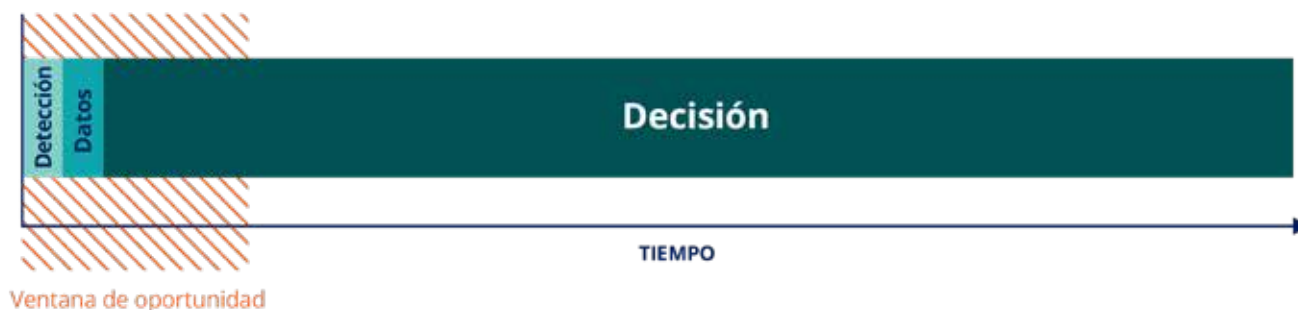 Detección
Datos
Decisión
TIEMPO
Ventana de oportunidad